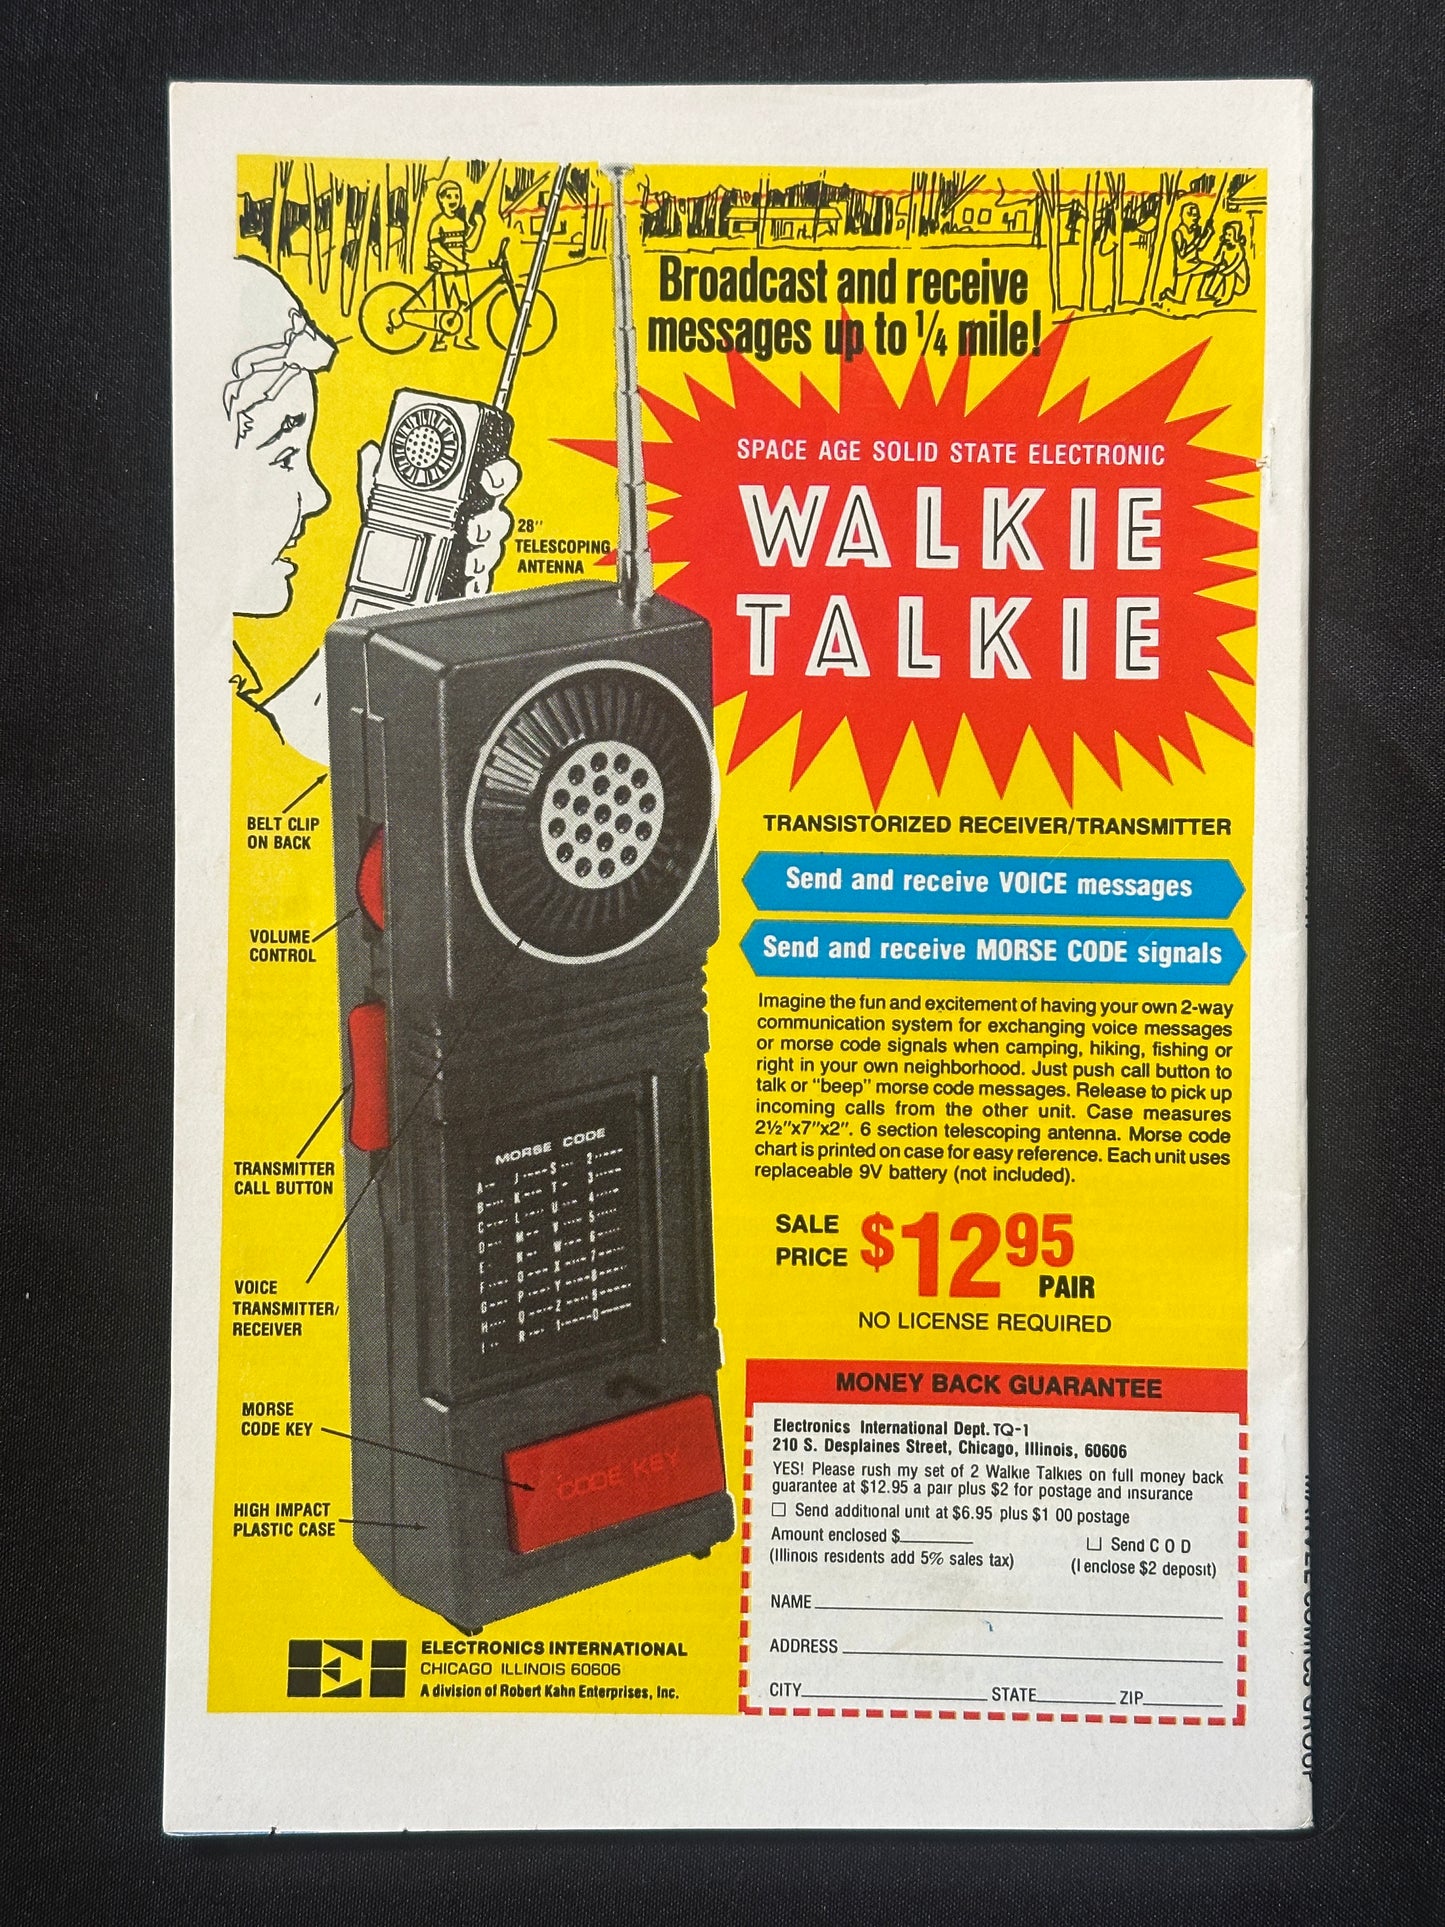 Broadcast and receive
messages up to 1/4 mile!
SPACE AGE SOLID STATE ELECTRONIC
WALKIE
TALKIE
28"
TELESCOPING
ANTENNA
BELT CLIP
ON BACK
VOLUME
CONTROL
TRANSMITTER
CALL BUTTON
VOICE
TRANSMITTER/
RECEIVER
MORSE
CODE KEY
HIGH IMPACT
PLASTIC CASE
MORSE CODE
CODE KEY
TRANSISTORIZED RECEIVER/TRANSMITTER
Send and receive VOICE messages
Send and receive MORSE CODE signals
Imagine the fun and excitement of having your own 2-way
communication system for exchanging voice messages
or morse code signals when camping, hiking, fishing or
right in your own neighborhood. Just push call button to
talk or "beep" morse code messages. Release to pick up
incoming calls from the other unit. Case measures
2½"x7"x2". 6 section telescoping antenna. Morse code
chart is printed on case for easy reference. Each unit uses
replaceable 9V battery (not included).
SALE
PRICE $12 95
PAIR
NO LICENSE REQUIRED
MONEY BACK GUARANTEE
Electronics International Dept. TQ-1
210 S. Desplaines Street, Chicago, Illinois, 60606
YES! Please rush my set of 2 Walkie Talkies on full money back
guarantee at $12.95 a pair plus $2 for postage and insurance
☐ Send additional unit at $6.95 plus $1 00 postage
Amount enclosed $________ ☐ Send C O D
(Illinois residents add 5% sales tax) (I enclose $2 deposit)
NAME
ADDRESS
CITY STATE ZIP
ELECTRONICS INTERNATIONAL
CHICAGO ILLINOIS 60606
A division of Robert Kahn Enterprises, Inc.